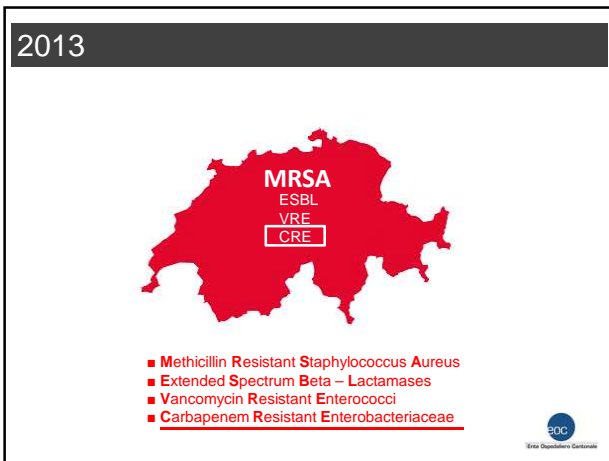 2013
MRSA
ESBL
VRE
CRE
■ Methicillin Resistant Staphylococcus Aureus
■ Extended Spectrum Beta – Lactamases
■ Vancomycin Resistant Enterococci
■ Carbapenem Resistant Enterobacteriaceae
eoc
Ente Ospedaliero Cantonale